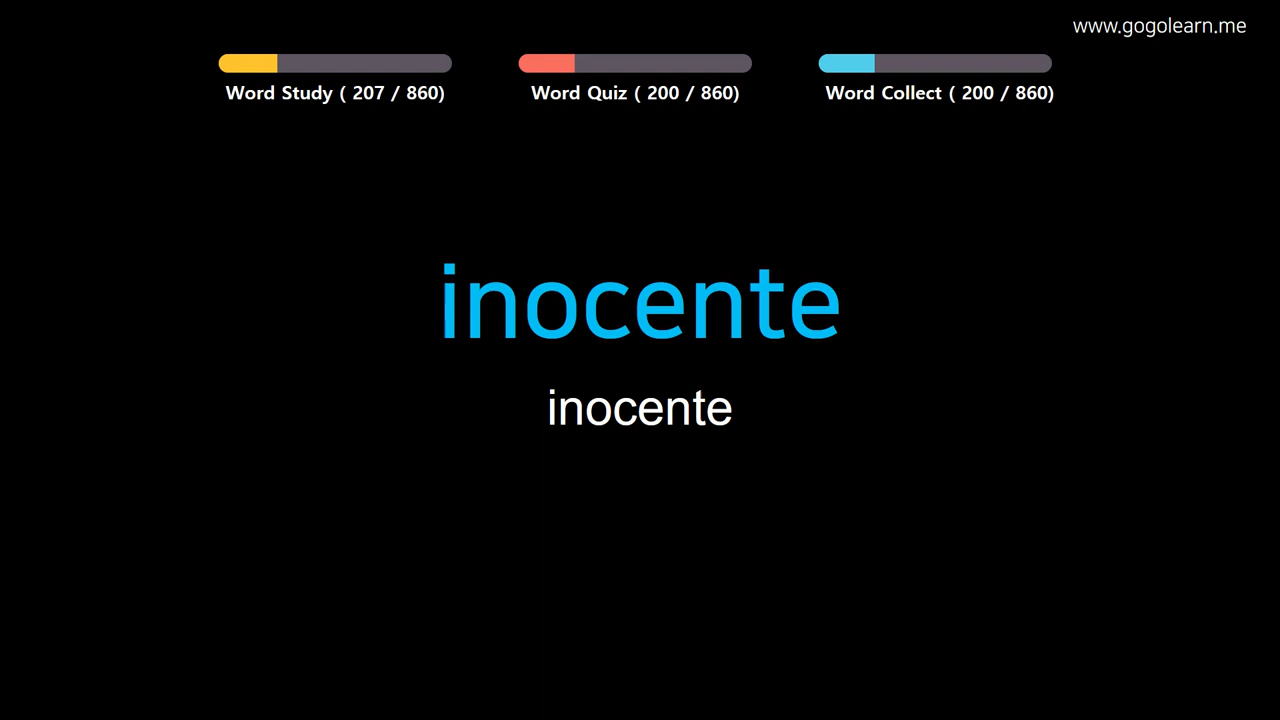 www.gogolearn.me
Word Study ( 207 / 860)
Word Quiz ( 200 / 860)
Word Collect ( 200 / 860)
inocente
inocente